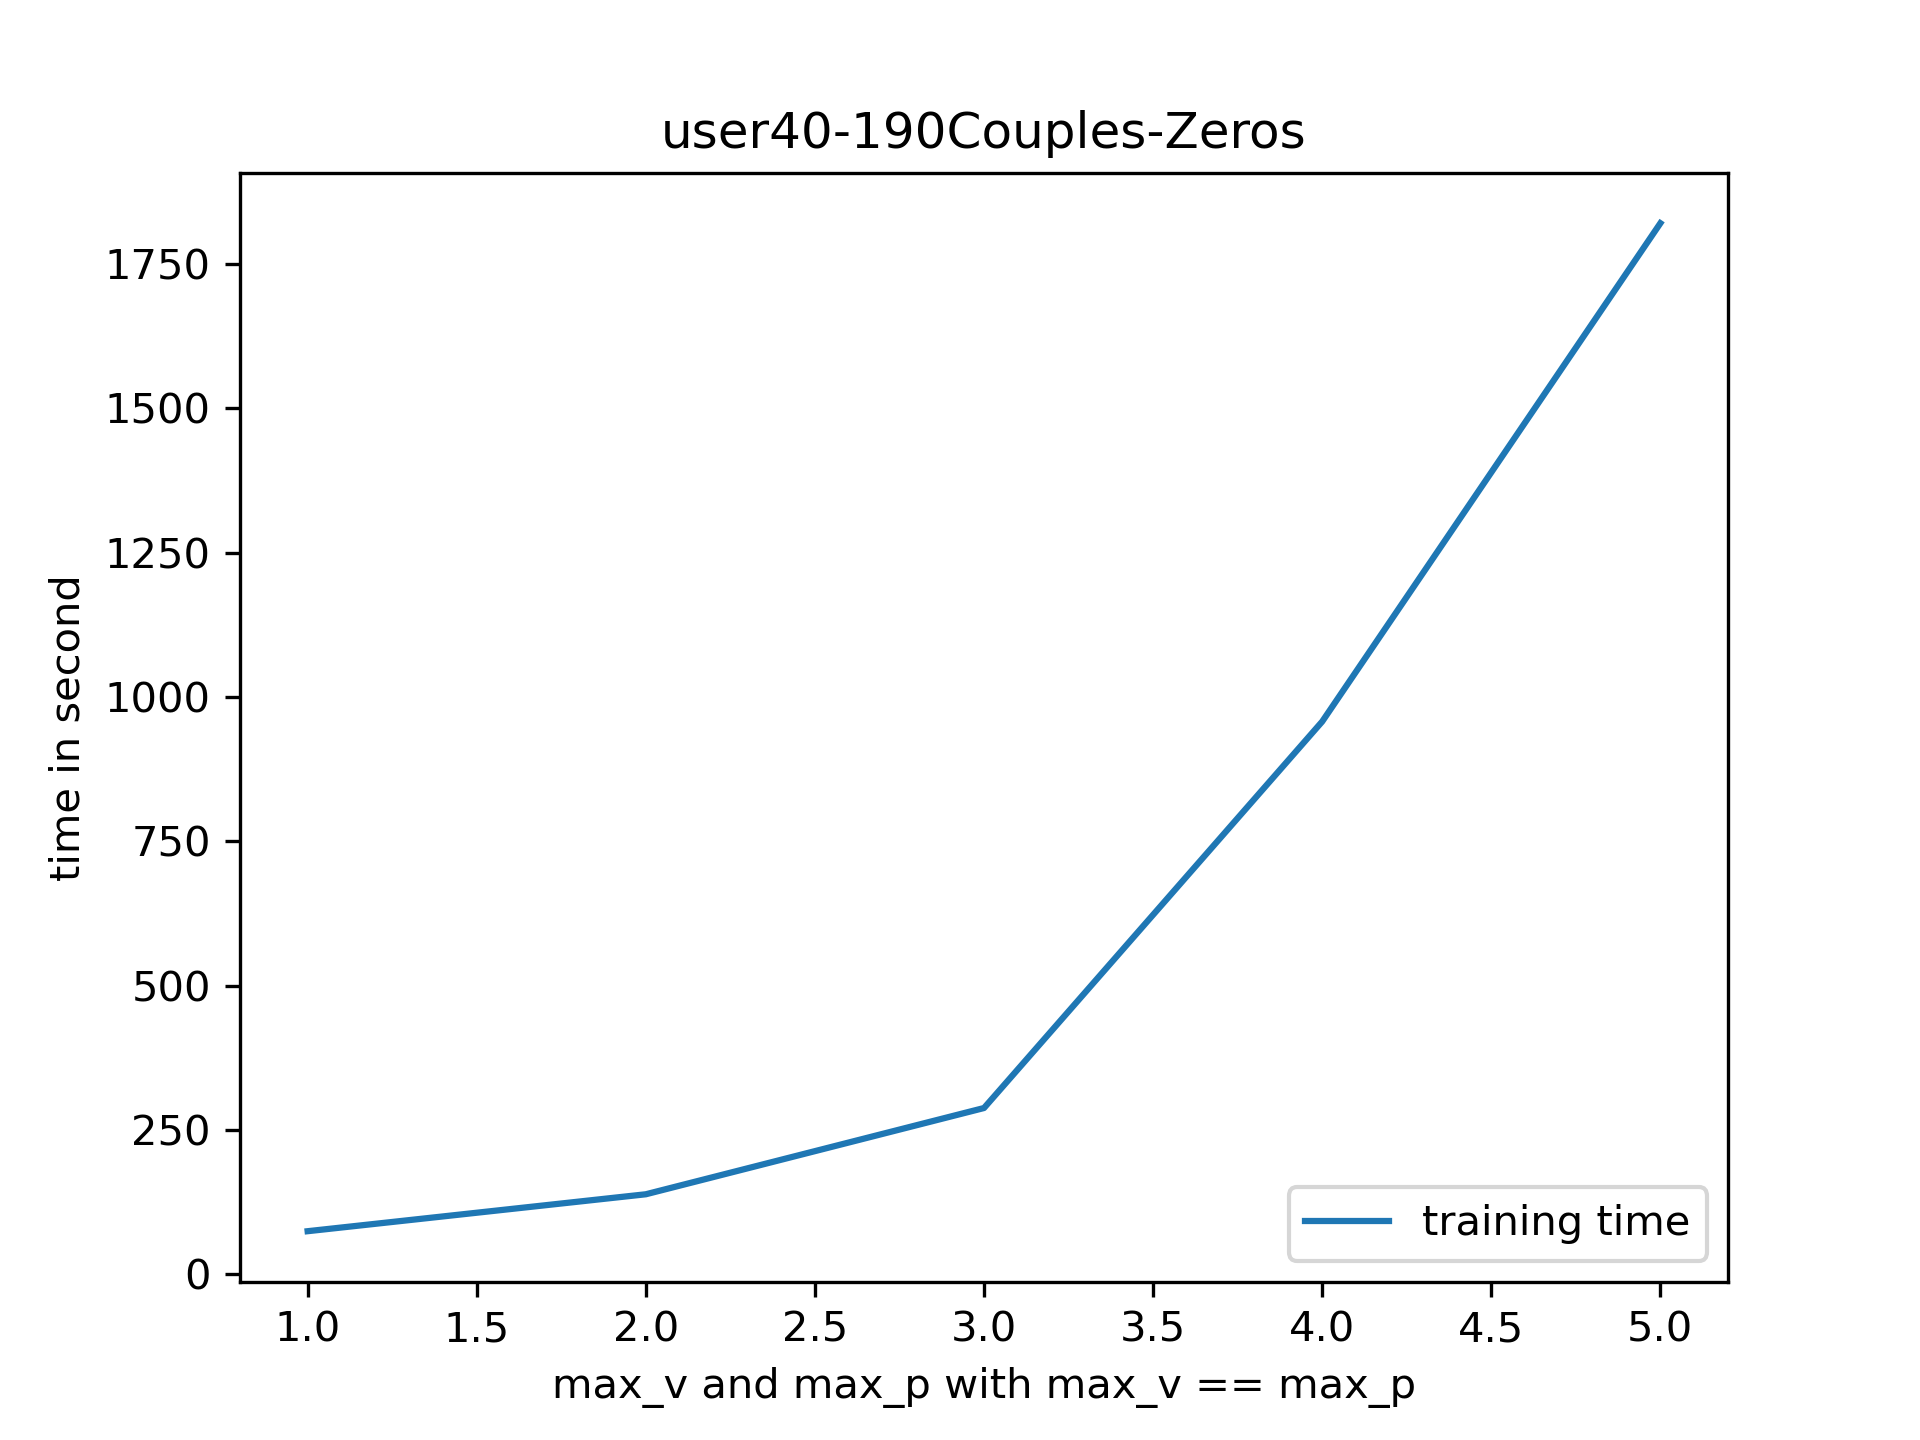 user40-190Couples-Zeros
1750
1500
1250
1000
750
500
250
0
time in second
training time
1.0 1.5 2.0 2.5 3.0 3.5 4.0 4.5 5.0
max_v and max_p with max_v == max_p